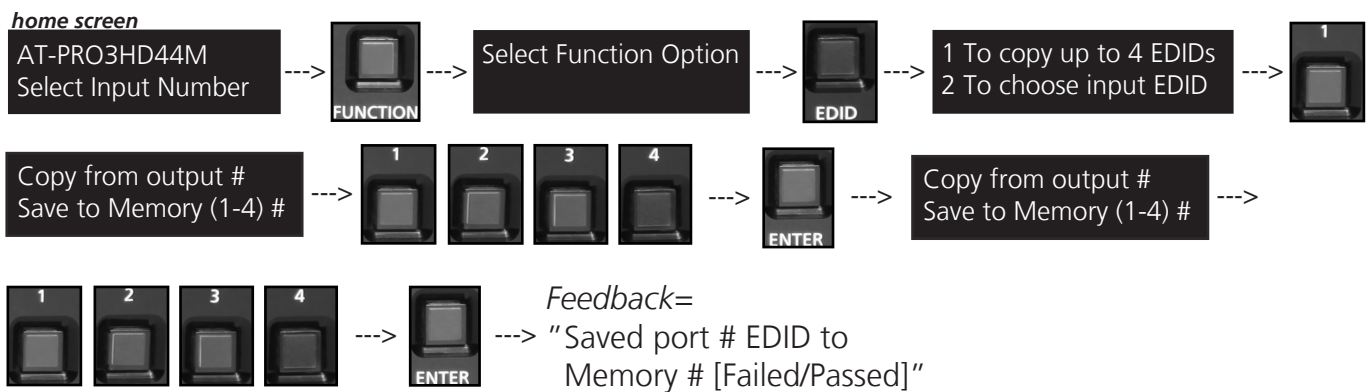 home screen
AT-PRO3HD44M
Select Input Number
--->
FUNCTION
--->
Select Function Option
--->
EDID
--->
1 To copy up to 4 EDIDs
2 To choose input EDID
--->
1
Copy from output #
Save to Memory (1-4) #
--->
1 2 3 4
--->
ENTER
--->
Copy from output #
Save to Memory (1-4) #
--->
1 2 3 4
--->
ENTER
--->
Feedback=
"Saved port # EDID to
Memory # [Failed/Passed]"